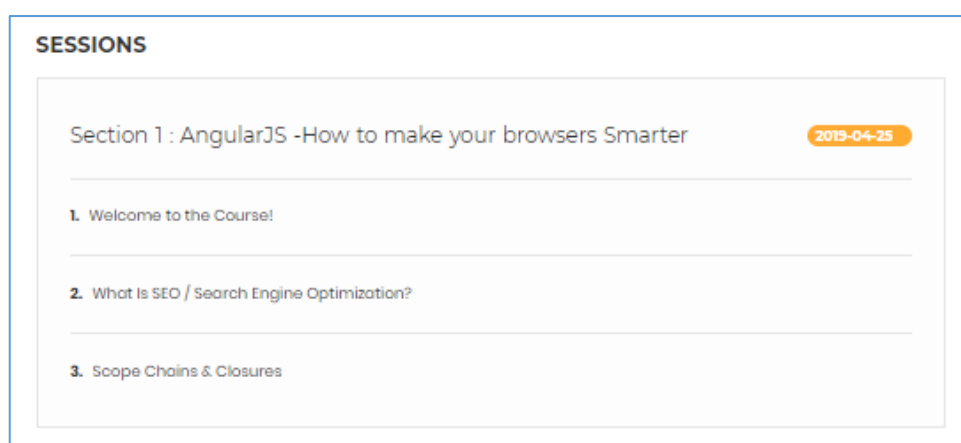 SESSIONS
Section 1 : AngularJS -How to make your browsers Smarter 2019-04-25
1. Welcome to the Course!
2. What Is SEO / Search Engine Optimization?
3. Scope Chains & Closures